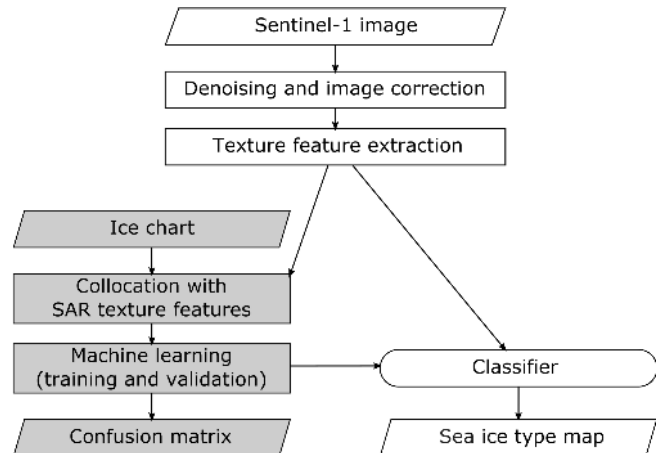 Sentinel-1 image
Denoising and image correction
Texture feature extraction
Ice chart
Collocation with
SAR texture features
Machine learning
(training and validation)
Classifier
Confusion matrix
Sea ice type map